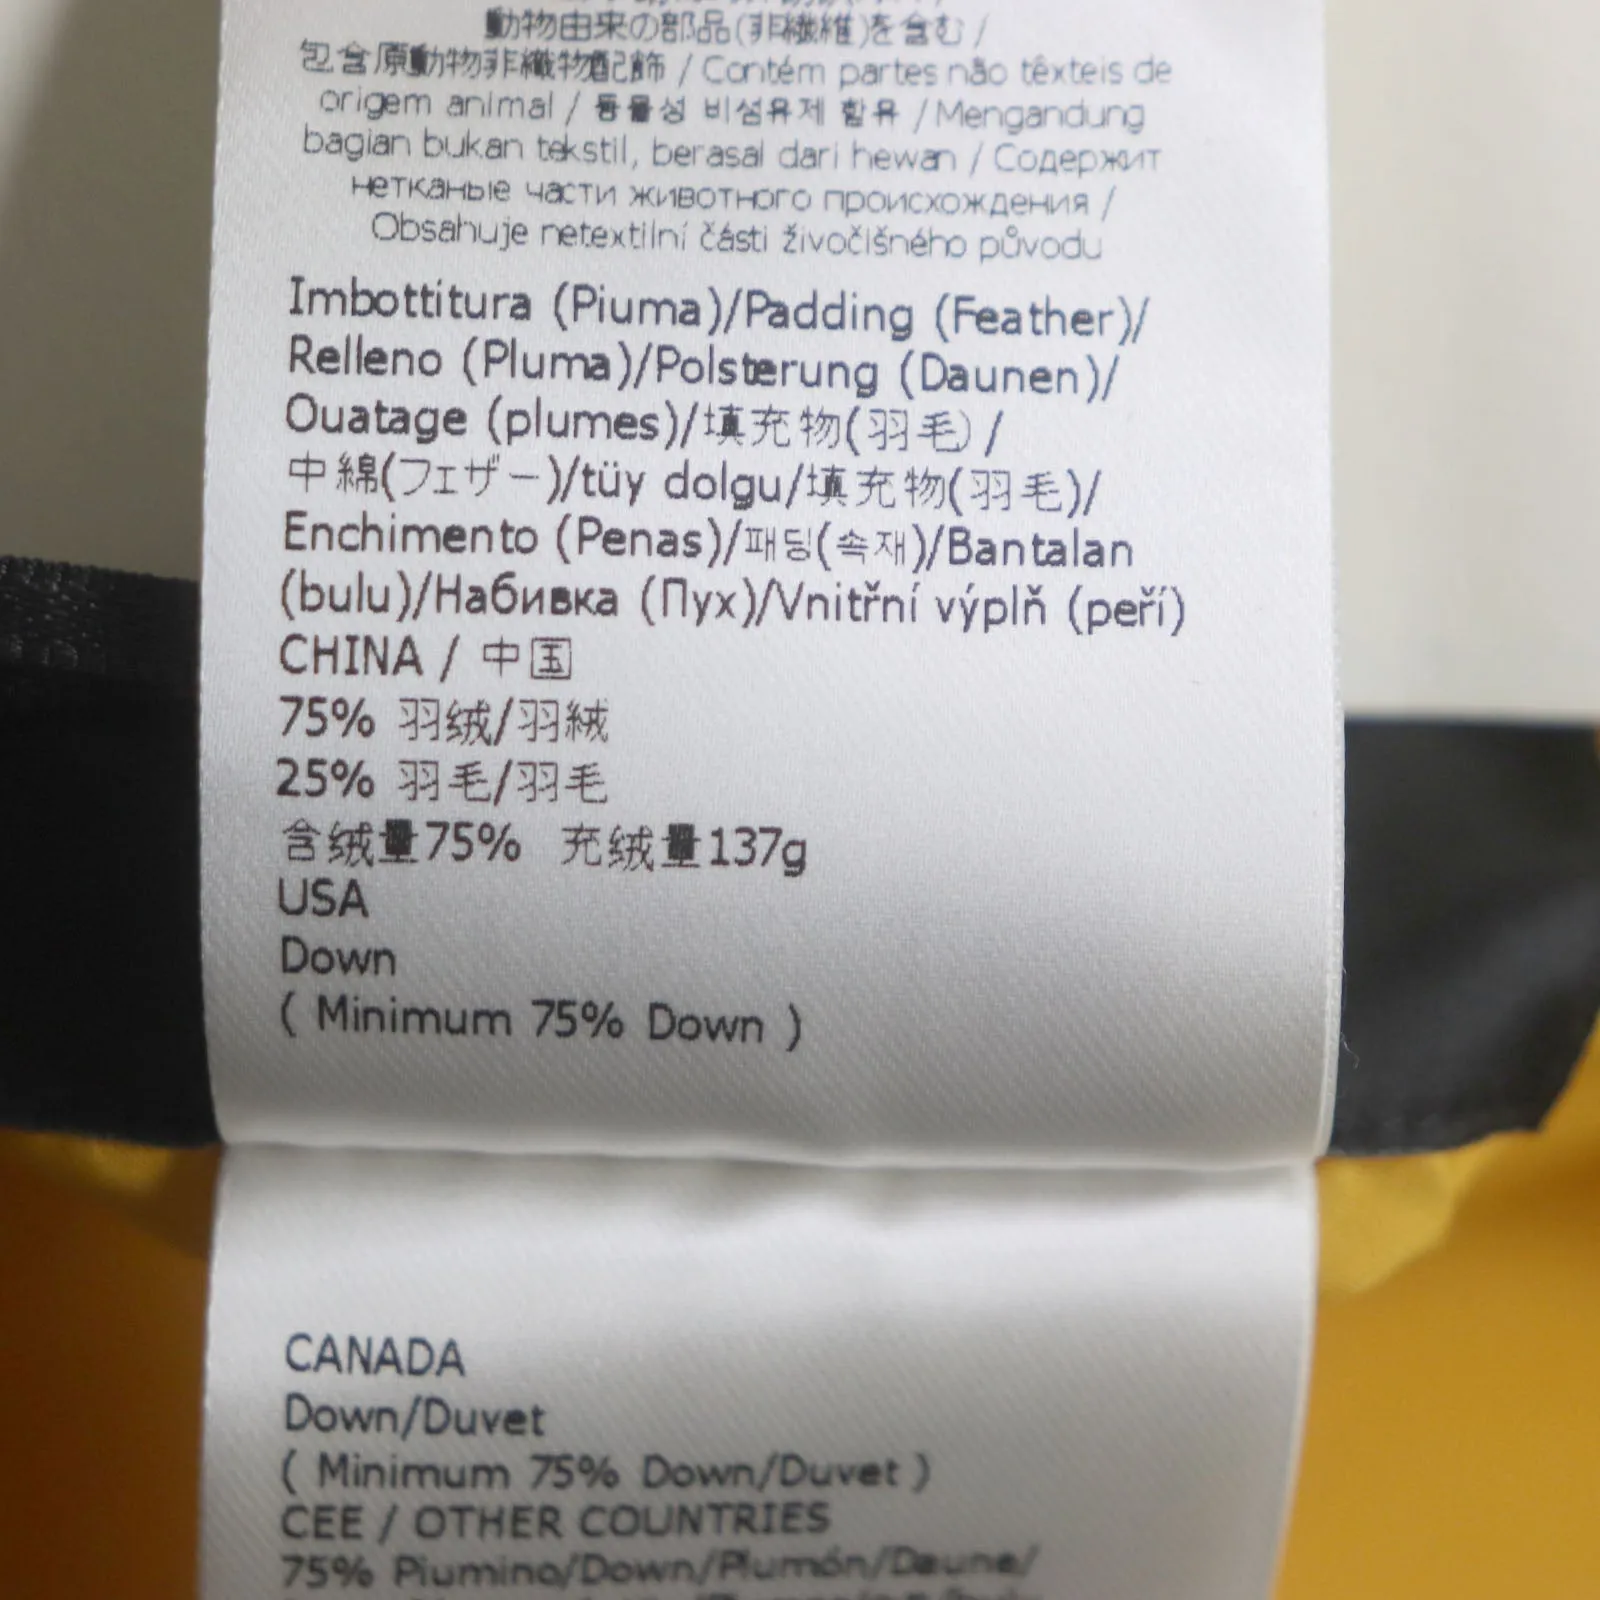 動物由来の部品(非繊維)を含む /
包含原動物非織物配飾 / Contém partes não têxteis de
origem animal / 동물성 비섬유제 함유 / Mengandung
bagian bukan tekstil, berasal dari hewan / Содержит
нетканые части животного происхождения /
Obsahuje netextilní části živočišného původu
Imbottitura (Piuma)/Padding (Feather)/
Relleno (Pluma)/Polsterung (Daunen)/
Ouatage (plumes)/填充物(羽毛) /
中綿(フェザー)/tüy dolgu/填充物(羽毛)/
Enchimento (Penas)/패딩(속재)/Bantalan
(bulu)/Набивка (Пух)/Vnitřní výplň (peří)
CHINA / 中国
75% 羽绒/羽絨
25% 羽毛/羽毛
含绒量75% 充绒量137g
USA
Down
( Minimum 75% Down )
CANADA
Down/Duvet
( Minimum 75% Down/Duvet )
CEE / OTHER COUNTRIES
75% Piumino/Down/Plumón/Daune/